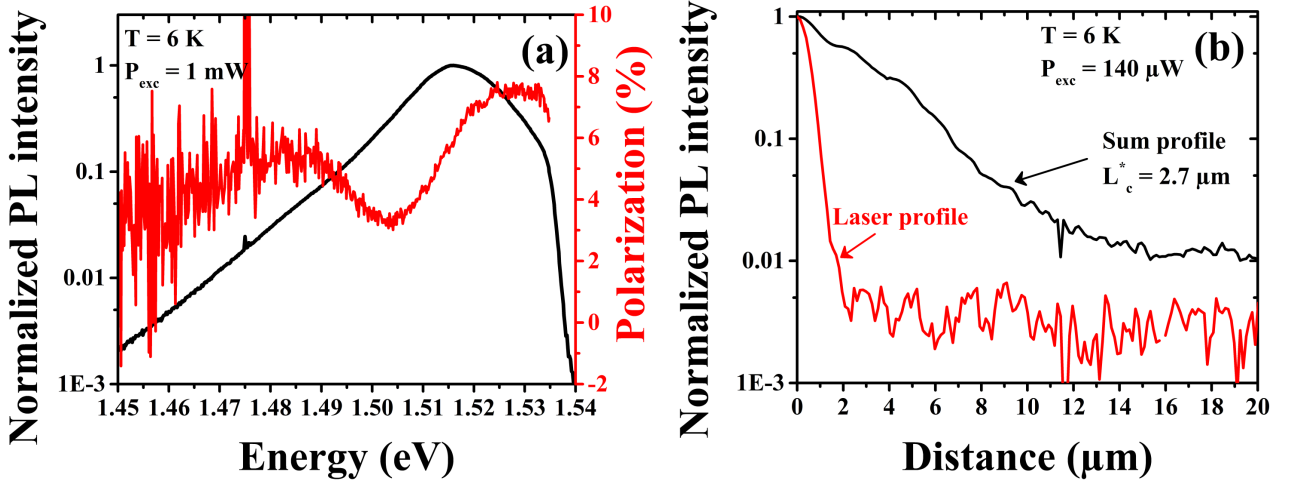 Normalized PL intensity
1
0.1
0.01
1E-3
T = 6 K
P_exc = 1 mW
(a)
10
8
6
4
2
0
-2
Polarization (%)
1.45 1.46 1.47 1.48 1.49 1.50 1.51 1.52 1.53 1.54
Energy (eV)
Normalized PL intensity
1
0.1
0.01
1E-3
T = 6 K
P_exc = 140 µW
(b)
Sum profile
L*_c = 2.7 µm
Laser profile
0 2 4 6 8 10 12 14 16 18 20
Distance (µm)